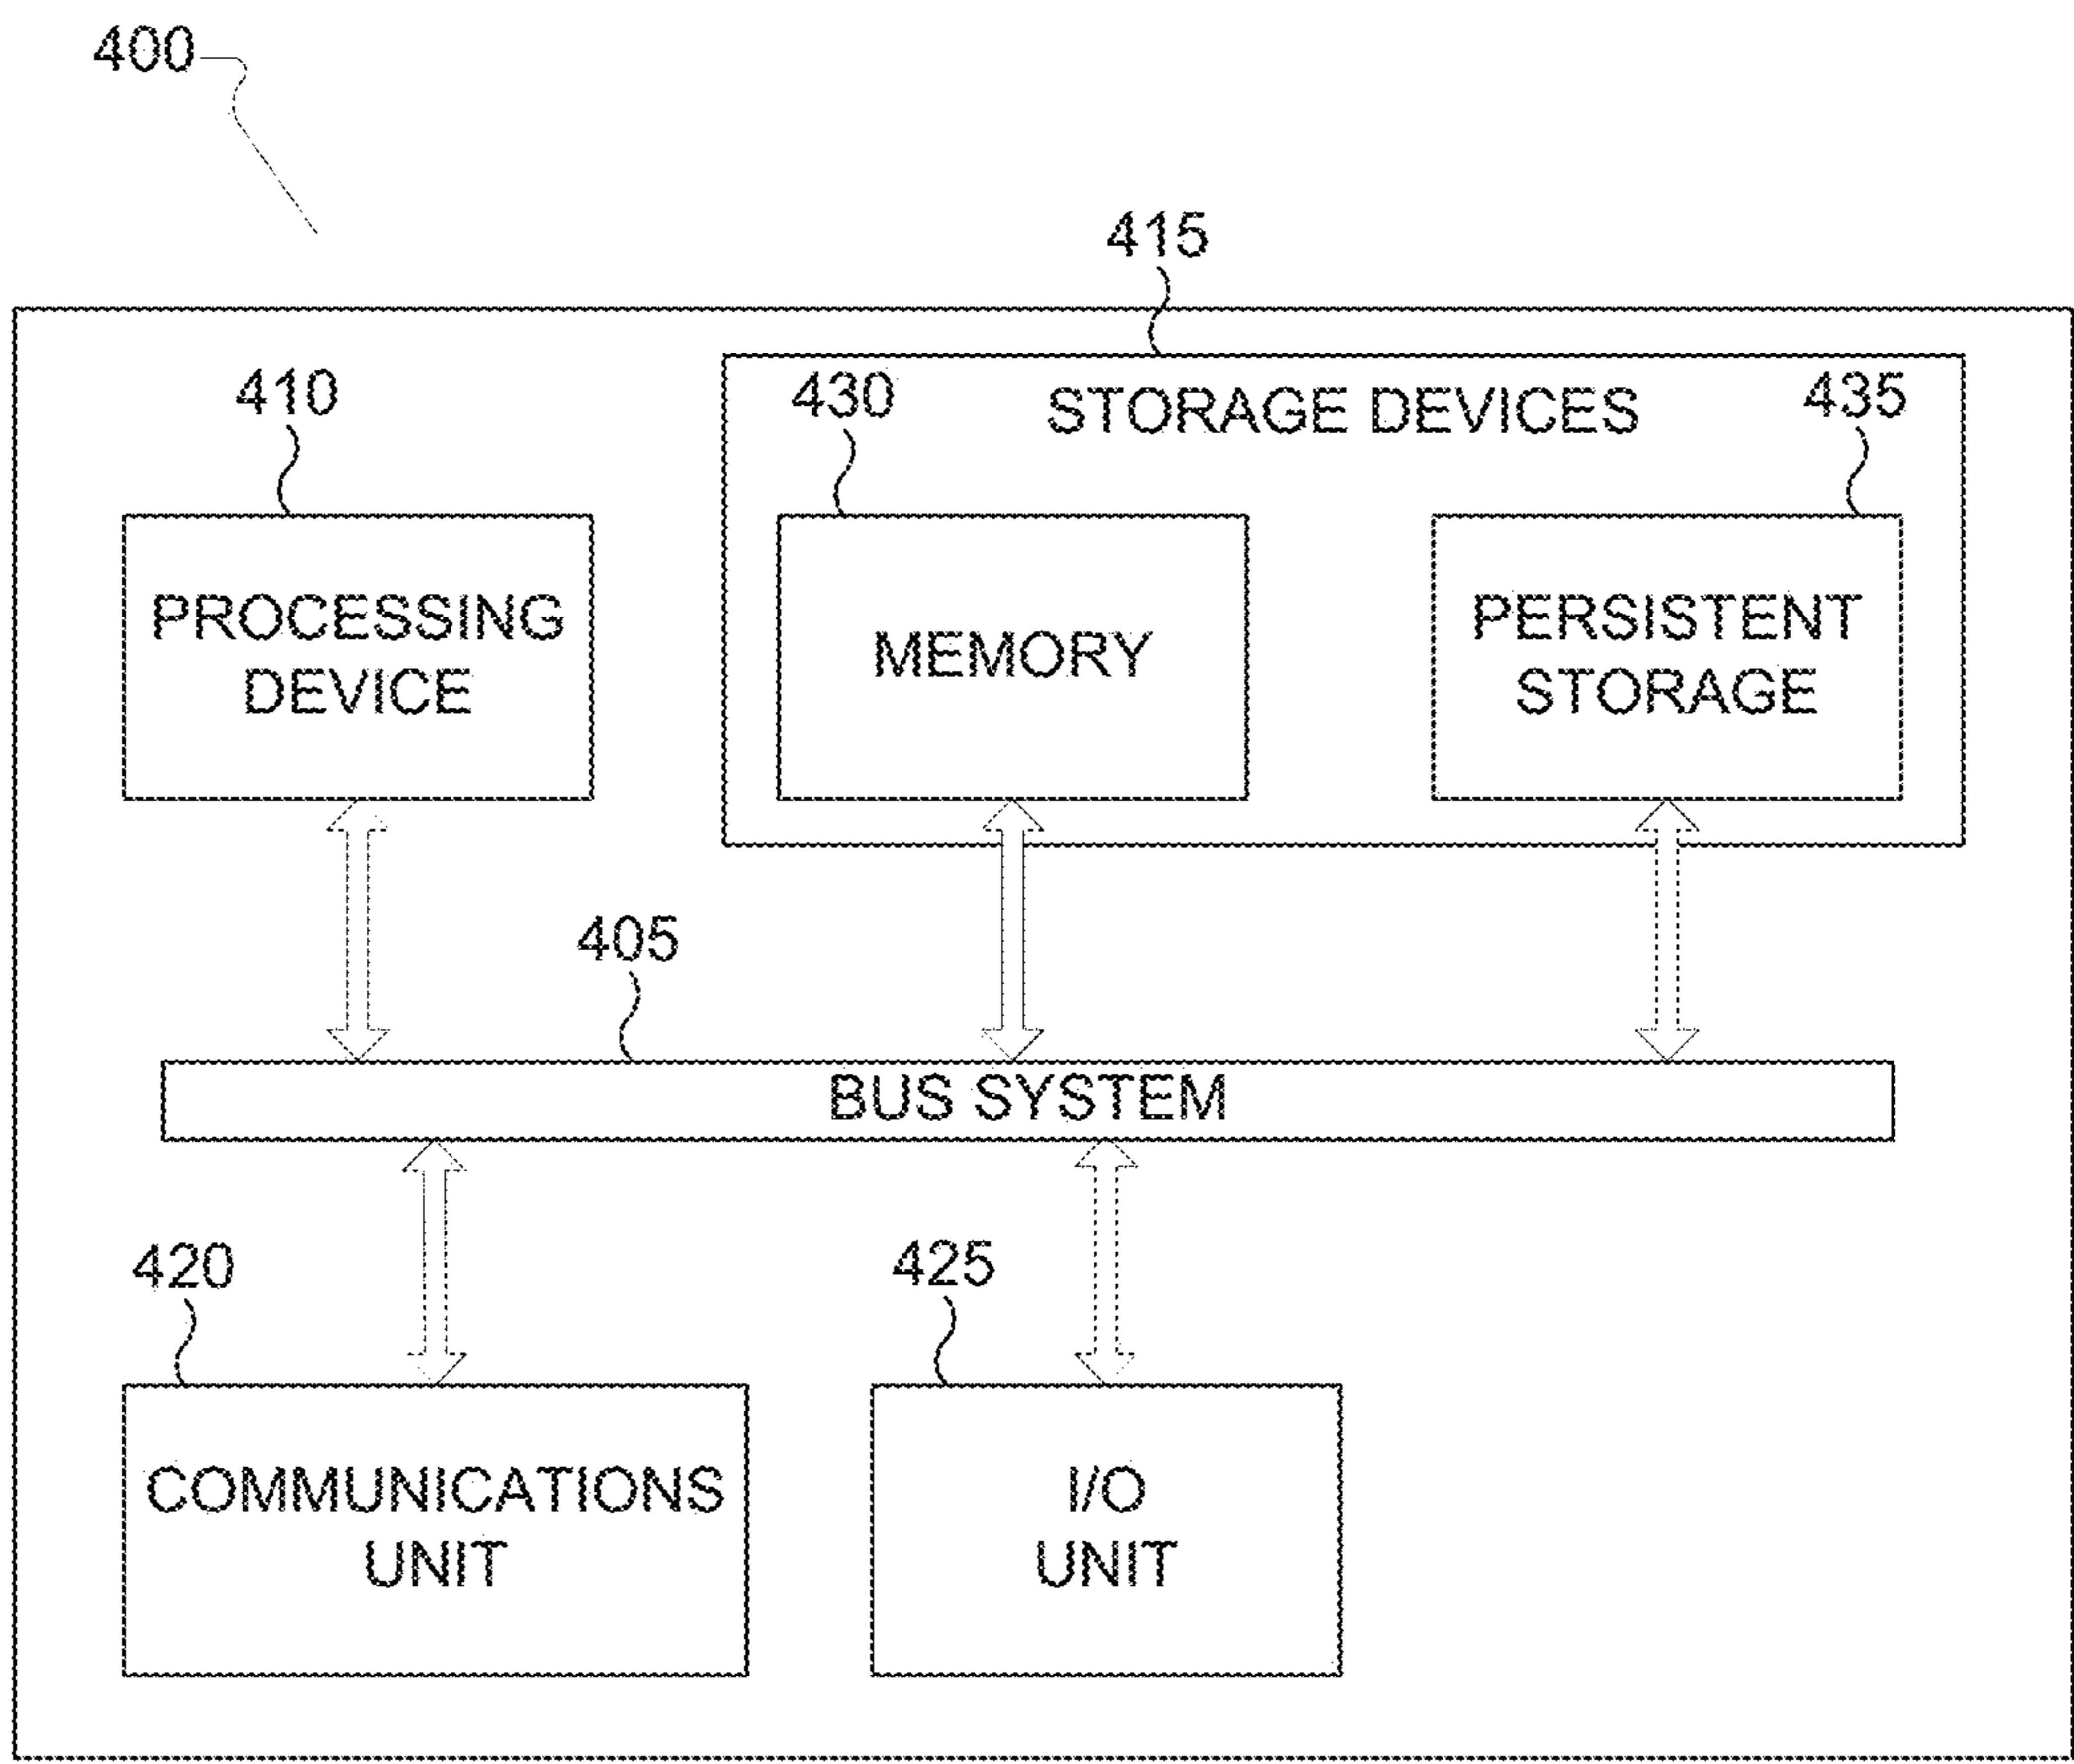 400
415
410
430
STORAGE DEVICES
435
PROCESSING
DEVICE
MEMORY
PERSISTENT
STORAGE
405
BUS SYSTEM
420
425
COMMUNICATIONS
UNIT
I/O
UNIT